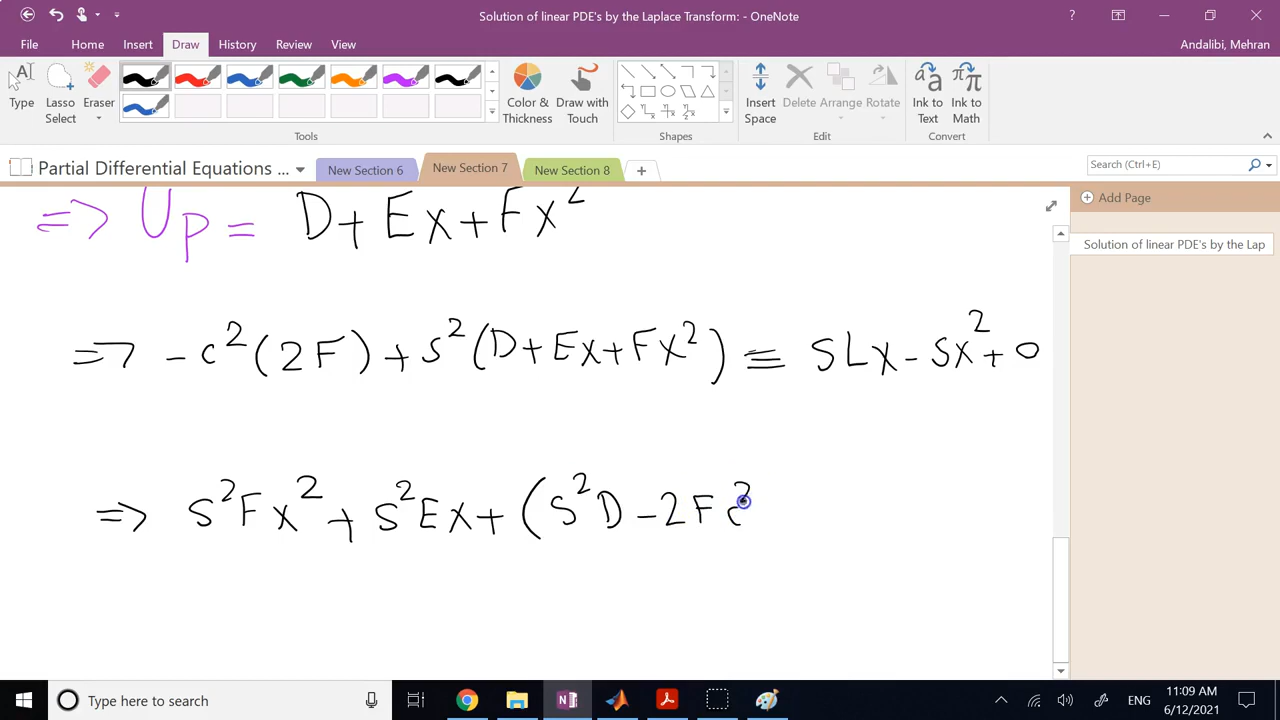 Solution of linear PDE's by the Laplace Transform: - OneNote
File Home Insert Draw History Review View Andalibi, Mehran
Type Lasso Select Eraser Color & Thickness Draw with Touch Insert Space Delete Arrange Rotate Ink to Text Ink to Math
Tools Shapes Edit Convert
Partial Differential Equations ... New Section 6 New Section 7 New Section 8 Search (Ctrl+E)
Add Page
Solution of linear PDE's by the Lap
=> Up = D+Ex+Fx²
=> -c²(2F)+s²(D+Ex+Fx²) ≡ SLx-Sx²+0
=> S²Fx²+S²Ex+(S²D-2Fc²
Type here to search
ENG
11:09 AM
6/12/2021